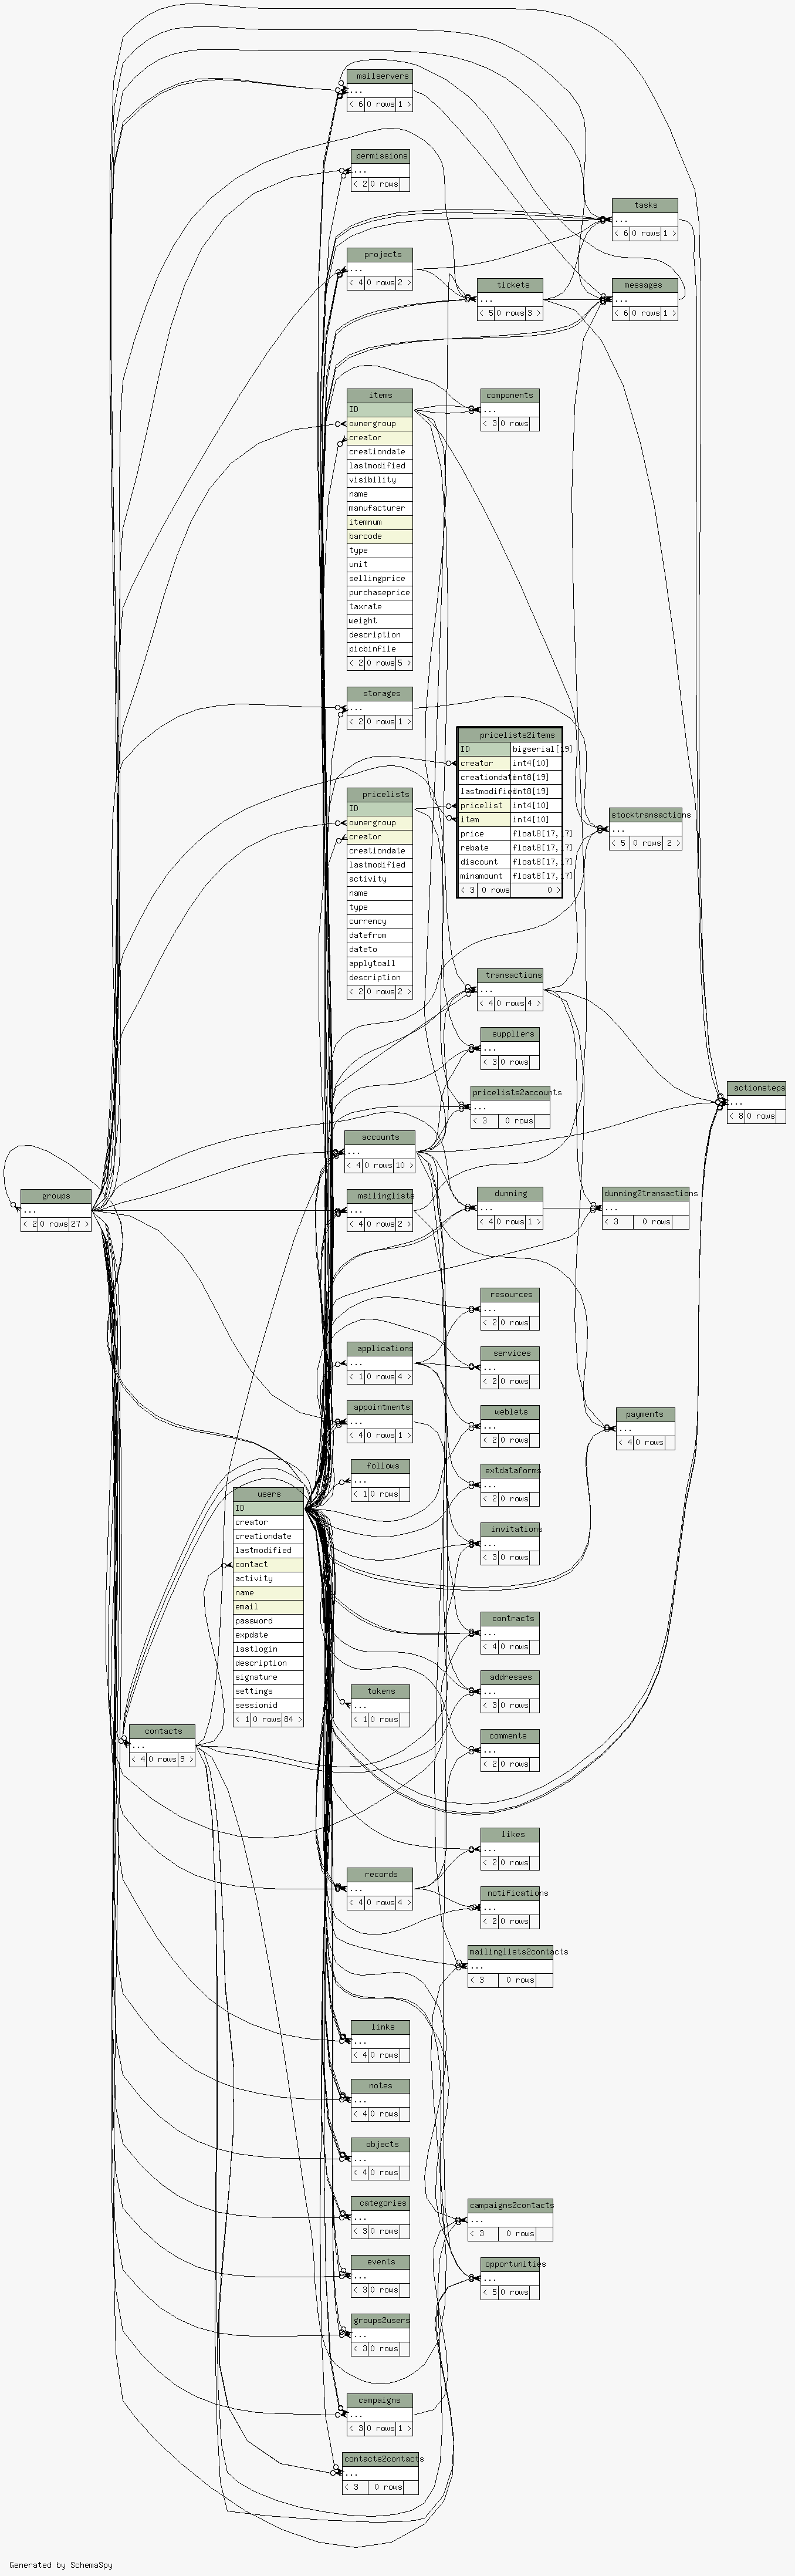 mailservers
...
< 6 0 rows 1 >
permissions
...
< 2 0 rows
tasks
...
< 6 0 rows 1 >
projects
...
< 4 0 rows 2 >
tickets
...
< 5 0 rows 3 >
messages
...
< 6 0 rows 1 >
items
ID
ownergroup
creator
creationdate
lastmodified
visibility
name
manufacturer
itemnum
barcode
type
unit
sellingprice
purchaseprice
taxrate
weight
description
picbinfile
< 2 0 rows 5 >
components
...
< 3 0 rows
storages
...
< 2 0 rows 1 >
pricelists2items
ID bigserial[19]
creator int4[10]
creationdate int8[19]
lastmodified int8[19]
pricelist int4[10]
item int4[10]
price float8[17,17]
rebate float8[17,17]
discount float8[17,17]
minamount float8[17,17]
< 3 0 rows 0 >
pricelists
ID
ownergroup
creator
creationdate
lastmodified
activity
name
type
currency
datefrom
dateto
applytoall
description
< 2 0 rows 2 >
stocktransactions
...
< 5 0 rows 2 >
transactions
...
< 4 0 rows 4 >
suppliers
...
< 3 0 rows
pricelists2accounts
...
< 3 0 rows
actionsteps
...
< 8 0 rows
accounts
...
< 4 0 rows 10 >
groups
...
< 2 0 rows 27 >
mailinglists
...
< 4 0 rows 2 >
dunning
...
< 4 0 rows 1 >
dunning2transactions
...
< 3 0 rows
resources
...
< 2 0 rows
applications
...
< 1 0 rows 4 >
services
...
< 2 0 rows
appointments
...
< 4 0 rows 1 >
weblets
...
< 2 0 rows
payments
...
< 4 0 rows
follows
...
< 1 0 rows
extdataforms
...
< 2 0 rows
users
ID
creator
creationdate
lastmodified
contact
activity
name
email
password
expdate
lastlogin
description
signature
settings
sessionid
< 1 0 rows 84 >
invitations
...
< 3 0 rows
contracts
...
< 4 0 rows
addresses
...
< 3 0 rows
tokens
...
< 1 0 rows
contacts
...
< 4 0 rows 9 >
comments
...
< 2 0 rows
likes
...
< 2 0 rows
records
...
< 4 0 rows 4 >
notifications
...
< 2 0 rows
mailinglists2contacts
...
< 3 0 rows
links
...
< 4 0 rows
notes
...
< 4 0 rows
objects
...
< 4 0 rows
categories
...
< 3 0 rows
campaigns2contacts
...
< 3 0 rows
events
...
< 3 0 rows
opportunities
...
< 5 0 rows
groups2users
...
< 3 0 rows
campaigns
...
< 3 0 rows 1 >
contacts2contacts
...
< 3 0 rows
Generated by SchemaSpy